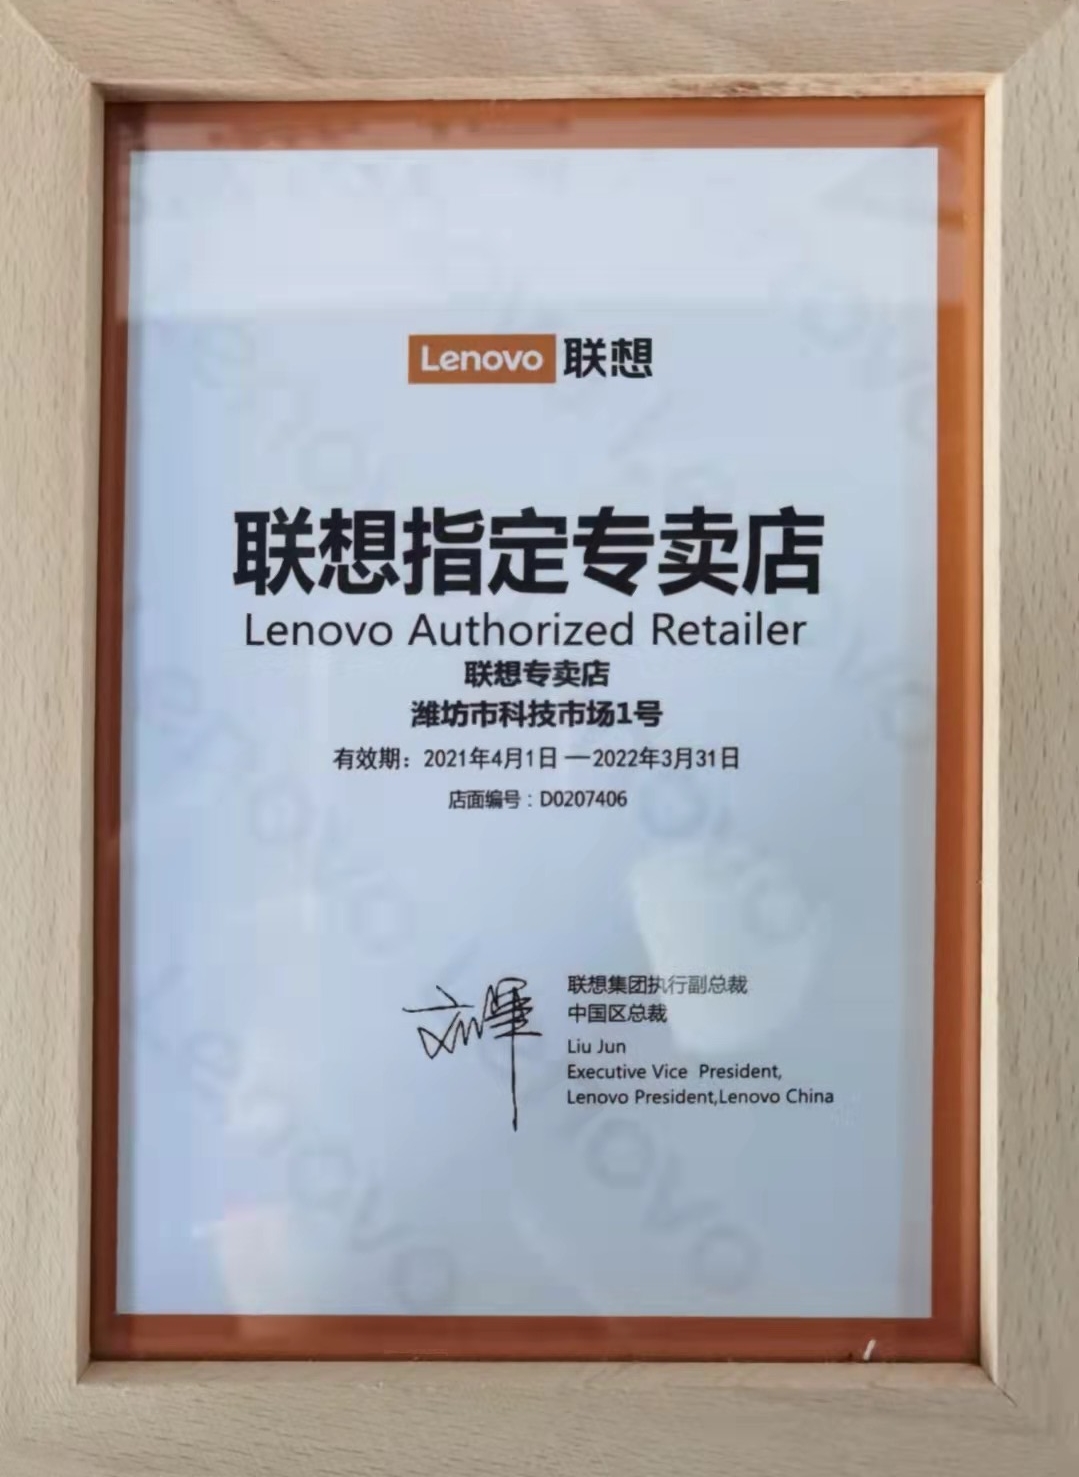 Lenovo 联想
联想指定专卖店
Lenovo Authorized Retailer
联想专卖店
潍坊市科技市场1号
有效期：2021年4月1日 —2022年3月31日
店面编号：D0207406
联想集团执行副总裁
中国区总裁
Liu Jun
Executive Vice President,
Lenovo President,Lenovo China